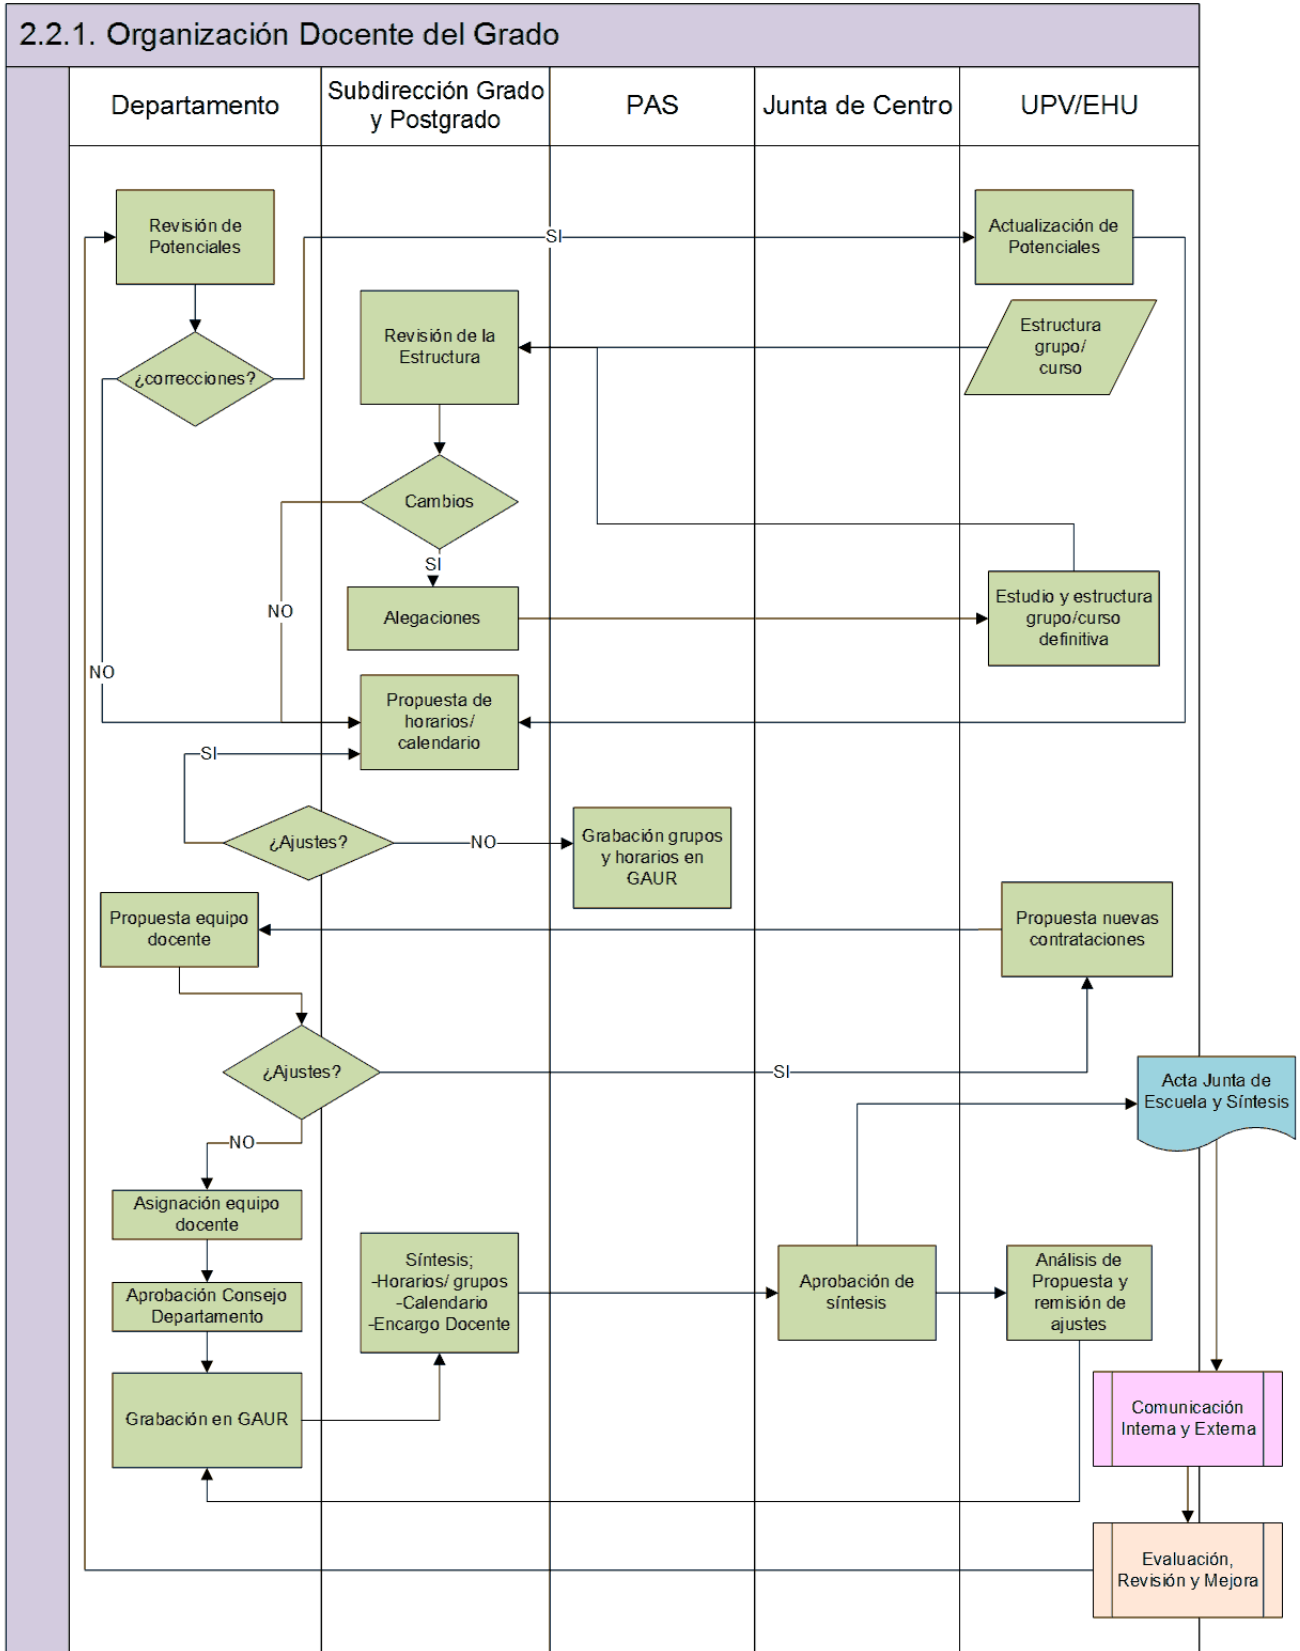 2.2.1. Organización Docente del Grado
Departamento
Subdirección Grado
y Postgrado
PAS
Junta de Centro
UPV/EHU
Revisión de
Potenciales
SI
Actualización de
Potenciales
¿correcciones?
Revisión de la
Estructura
Estructura
grupo/
curso
Cambios
SI
NO
Alegaciones
Estudio y estructura
grupo/curso
definitiva
NO
Propuesta de
horarios/
calendario
SI
¿Ajustes?
NO
Grabación grupos
y horarios en
GAUR
Propuesta equipo
docente
Propuesta nuevas
contrataciones
¿Ajustes?
SI
NO
Acta Junta de
Escuela y Síntesis
Asignación equipo
docente
Síntesis;
-Horarios/ grupos
-Calendario
-Encargo Docente
Aprobación de
síntesis
Análisis de
Propuesta y
remisión de
ajustes
Aprobación Consejo
Departamento
Grabación en GAUR
Comunicación
Interna y Externa
Evaluación,
Revisión y Mejora